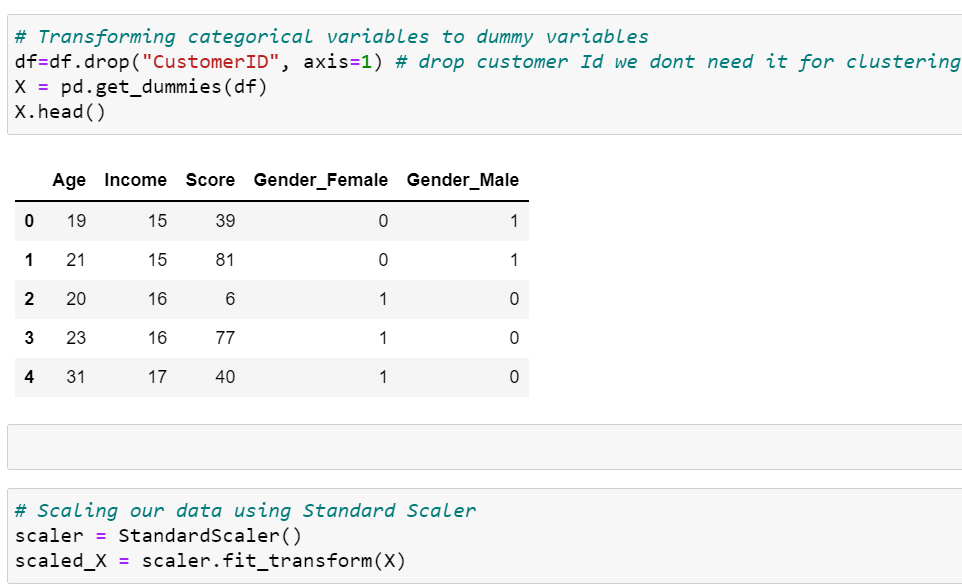 # Transforming categorical variables to dummy variables
df=df.drop("CustomerID", axis=1) # drop customer Id we dont need it for clustering
X = pd.get_dummies(df)
X.head()
Age Income Score Gender_Female Gender_Male
0 19 15 39 0 1
1 21 15 81 0 1
2 20 16 6 1 0
3 23 16 77 1 0
4 31 17 40 1 0
# Scaling our data using Standard Scaler
scaler = StandardScaler()
scaled_X = scaler.fit_transform(X)